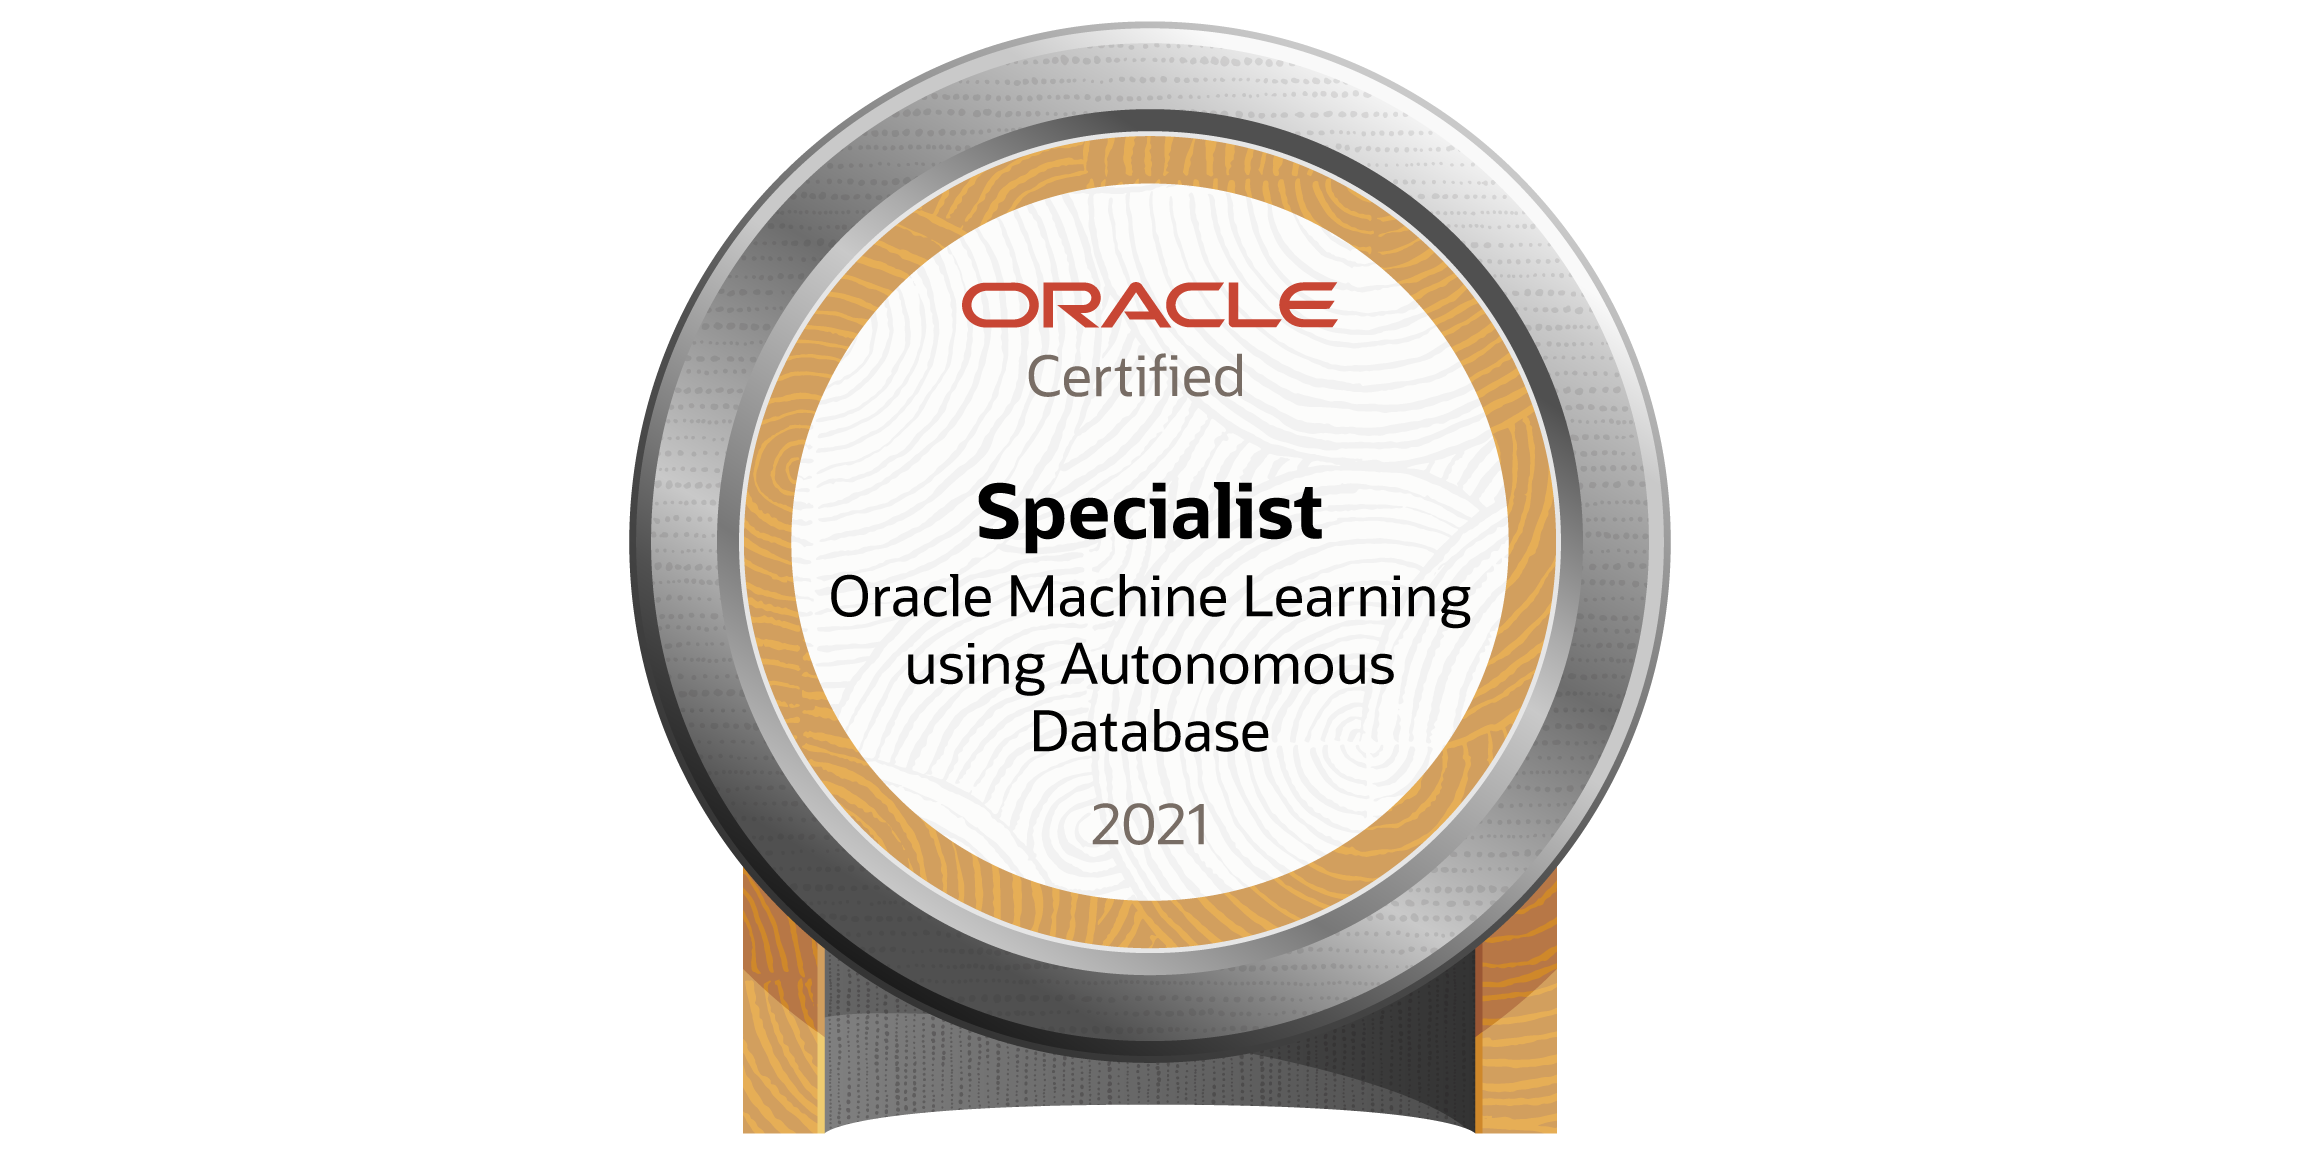 ORACLE
Certified
Specialist
Oracle Machine Learning
using Autonomous
Database
2021